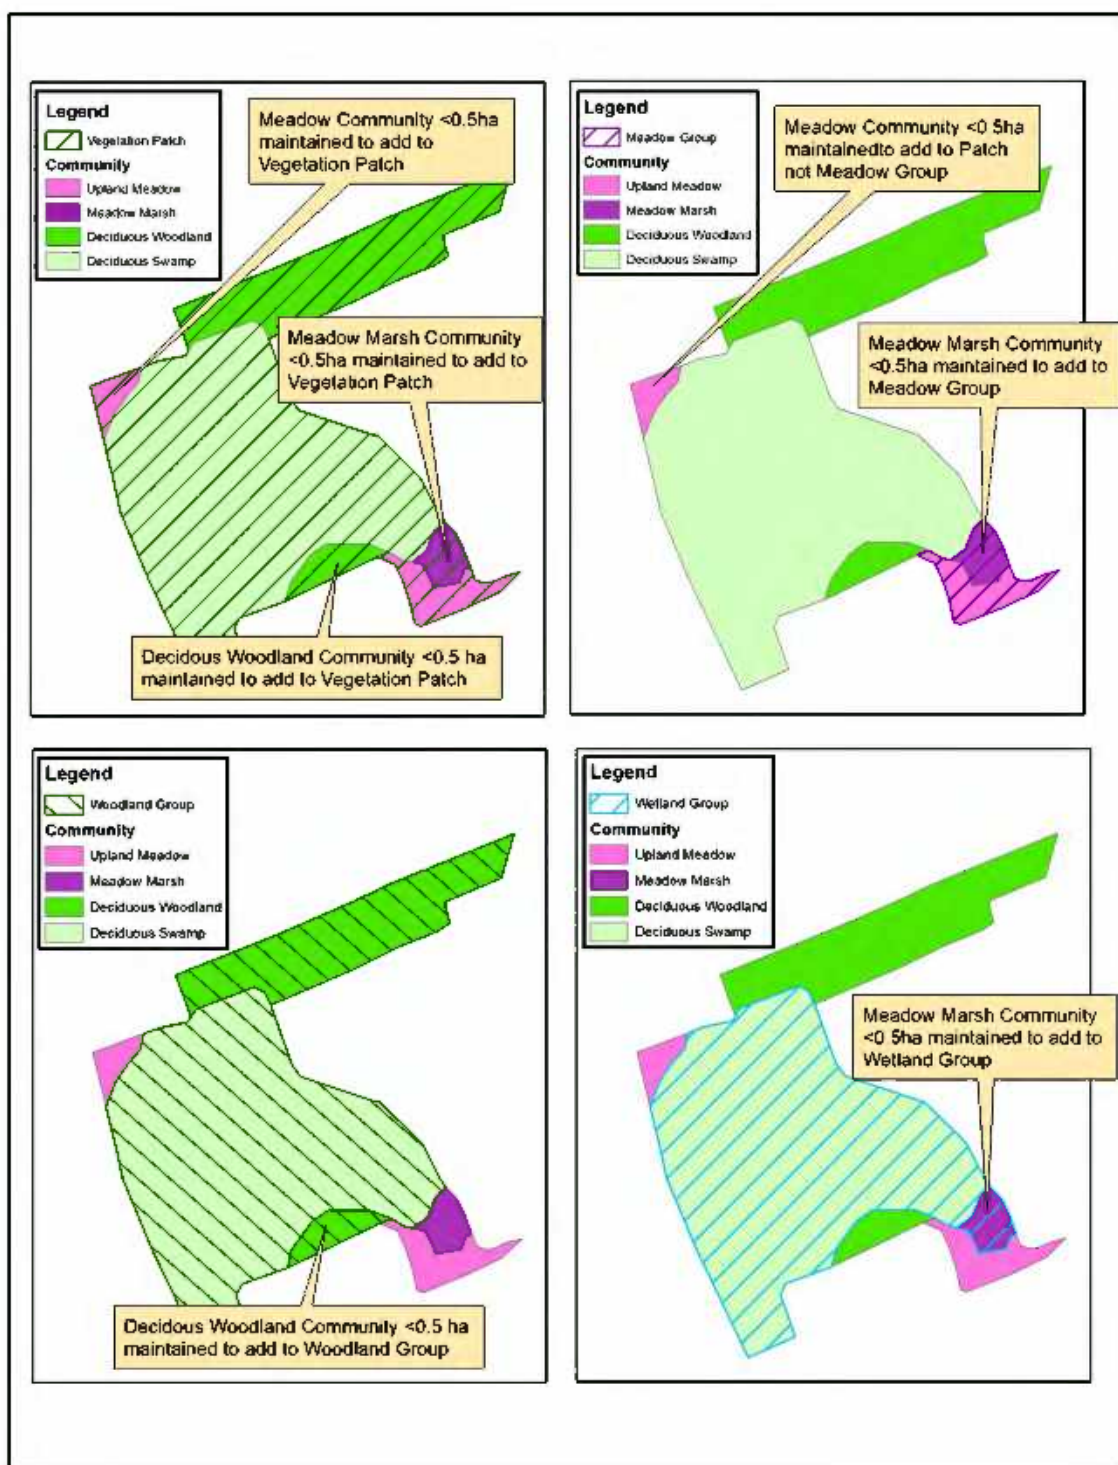 Legend
Vegetation Patch
Community
Upland Meadow
Meadow Marsh
Deciduous Woodland
Deciduous Swamp
Meadow Community <0.5ha
maintained to add to
Vegetation Patch
Meadow Marsh Community
<0.5ha maintained to add to
Vegetation Patch
Decidous Woodland Community <0.5 ha
maintained to add to Vegetation Patch
Legend
Meadow Group
Community
Upland Meadow
Meadow Marsh
Deciduous Woodland
Deciduous Swamp
Meadow Community <0 5ha
maintainedto add to Patch
not Meadow Group
Meadow Marsh Community
<0.5ha maintained to add to
Meadow Group
Legend
Woodland Group
Community
Upland Meadow
Meadow Marsh
Deciduous Woodland
Deciduous Swamp
Decidous Woodland Community <0.5 ha
maintained to add to Woodland Group
Legend
Wetland Group
Community
Upland Meadow
Meadow Marsh
Deciduous Woodland
Deciduous Swamp
Meadow Marsh Community
<0 5ha maintained to add to
Wetland Group